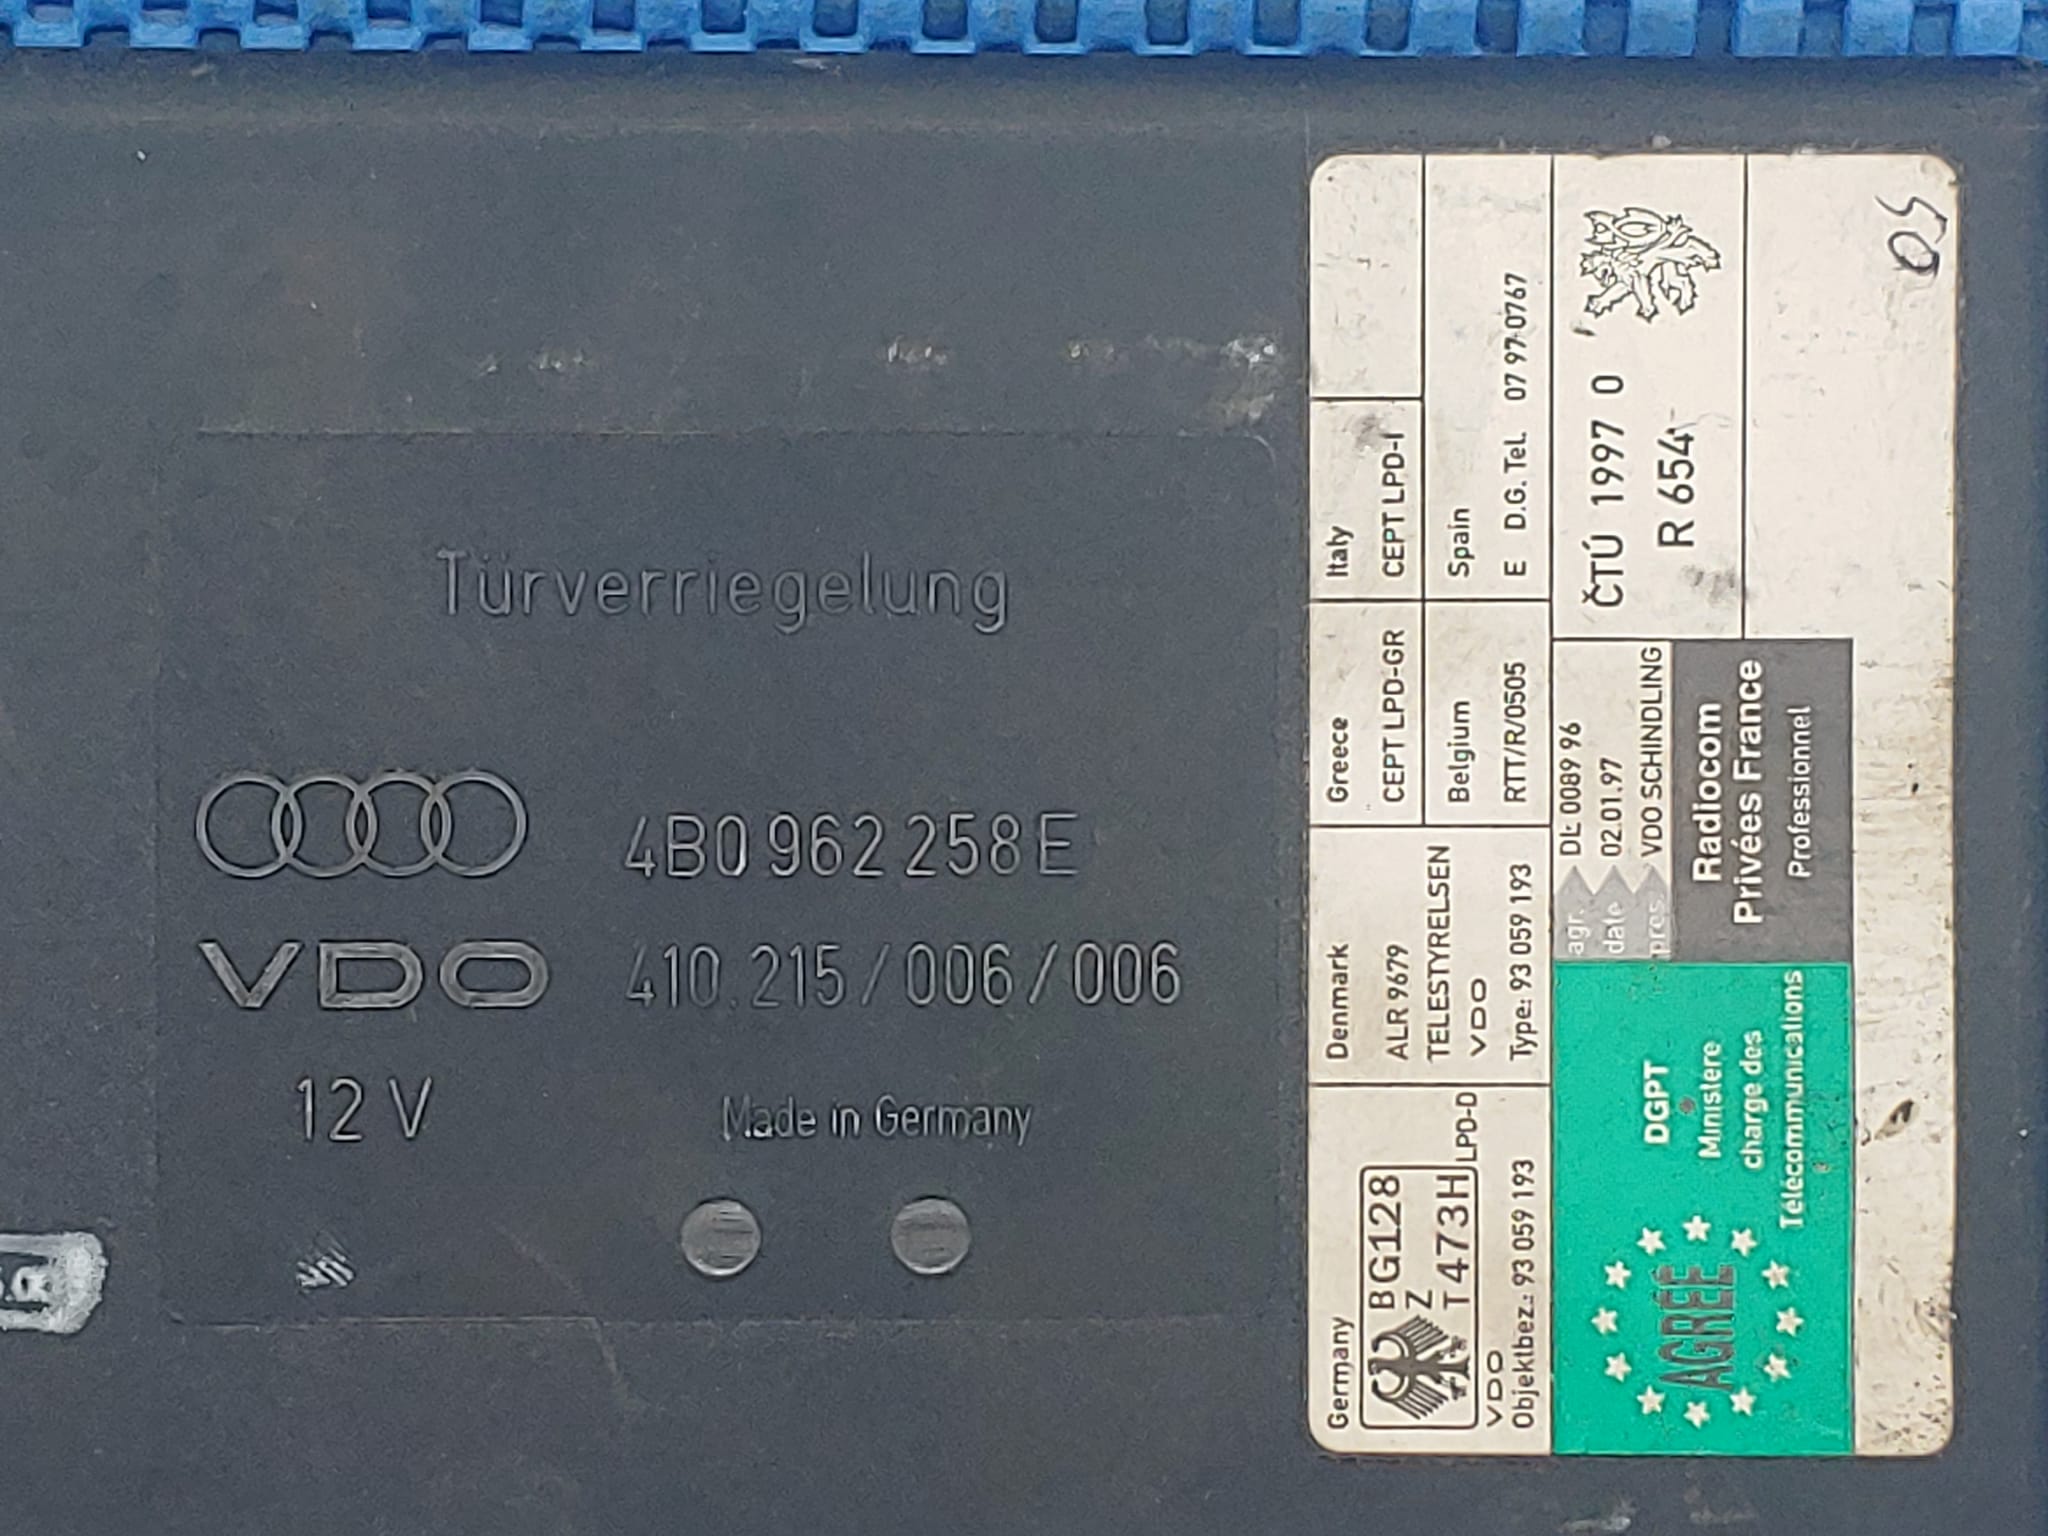 Türverriegelung
4B0 962 258 E
VDO
410.215/006/006
12 V
Made in Germany
Germany
BG128
Z
T473H
LPD-D
VDO
Objektbez.: 93 059 193
Denmark
ALR 9679
TELESTYRELSEN
VDO
Type: 93 059 193
Greece
CEPT LPD-GR
Italy
CEPT LPD-I
Belgium
RTT/R/0505
Spain
E D.G. Tel. 07 97 0767
AGREE
DGPT
Ministère
charge des
Télécommunications
agr. DL 0089 96
date 02.01.97
pres. VDO SCHINDLING
Radiocom
Privées France
Professionnel
ČTÚ 1997 0
R 654